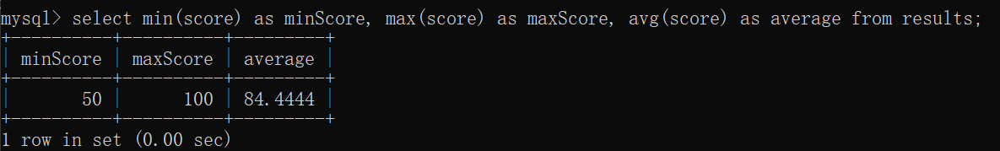 mysql> select min(score) as minScore, max(score) as maxScore, avg(score) as average from results;
+----------+----------+---------+
| minScore | maxScore | average |
+----------+----------+---------+
|       50 |      100 | 84.4444 |
+----------+----------+---------+
1 row in set (0.00 sec)